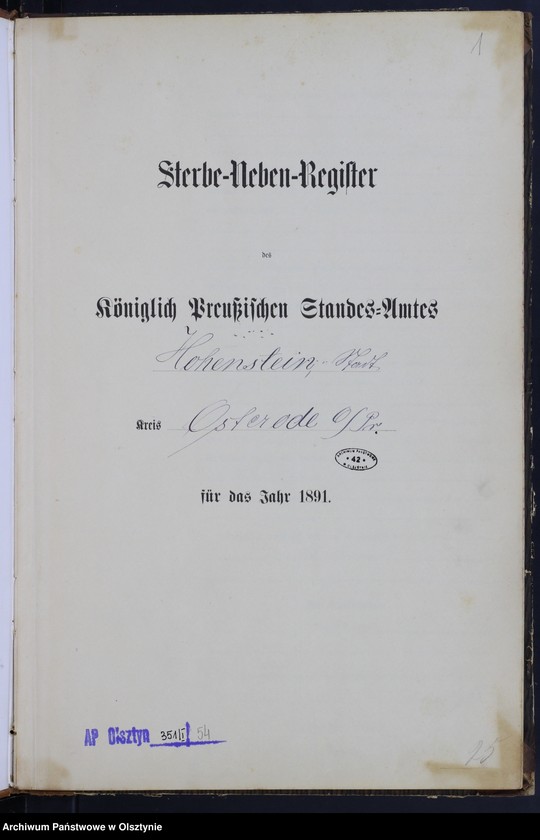 1
Sterbe-Neben-Register
des
Königlich Preußischen Standes-Amtes
Hohenstein, Stadt
Kreis Osterode O/Pr.
42
für das Jahr 1891.
AP Olsztyn 351/I 54
15
Archiwum Państwowe w Olsztynie